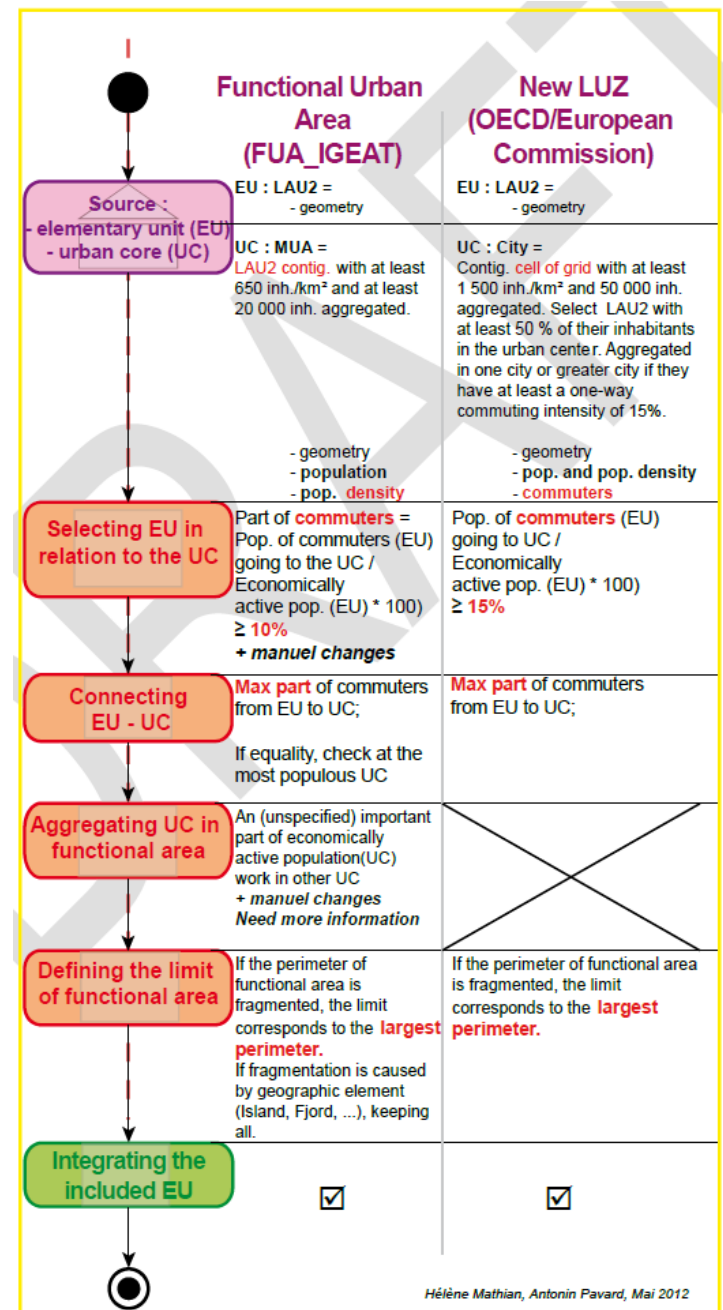 Functional Urban
Area
(FUA_IGEAT)
New LUZ
(OECD/European
Commission)
Source :
- elementary unit (EU)
- urban core (UC)
EU : LAU2 =
- geometry
EU : LAU2 =
- geometry
UC : MUA =
LAU2 contig. with at least
650 inh./km² and at least
20 000 inh. aggregated.
- geometry
- population
- pop. density
UC : City =
Contig. cell of grid with at least
1 500 inh./km² and 50 000 inh.
aggregated. Select LAU2 with
at least 50 % of their inhabitants
in the urban center. Aggregated
in one city or greater city if they
have at least a one-way
commuting intensity of 15%.
- geometry
- pop. and pop. density
- commuters
Selecting EU in
relation to the UC
Part of commuters =
Pop. of commuters (EU)
going to the UC /
Economically
active pop. (EU) * 100)
≥ 10%
+ manuel changes
Pop. of commuters (EU)
going to UC /
Economically
active pop. (EU) * 100)
≥ 15%
Connecting
EU - UC
Max part of commuters
from EU to UC;
If equality, check at the
most populous UC
Max part of commuters
from EU to UC;
Aggregating UC in
functional area
An (unspecified) important
part of economically
active population(UC)
work in other UC
+ manuel changes
Need more information
Defining the limit
of functional area
If the perimeter of
functional area is
fragmented, the limit
corresponds to the largest
perimeter.
If fragmentation is caused
by geographic element
(Island, Fjord, ...), keeping
all.
If the perimeter of functional area
is fragmented, the limit
corresponds to the largest
perimeter.
Integrating the
included EU
Hélène Mathian, Antonin Pavard, Mai 2012